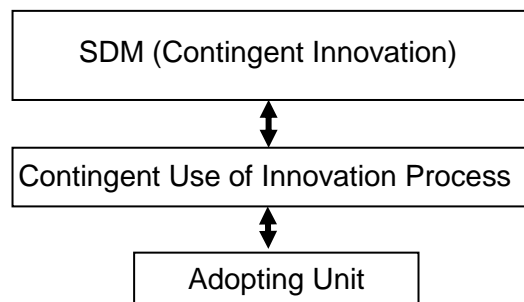 SDM (Contingent Innovation)
Contingent Use of Innovation Process
Adopting Unit